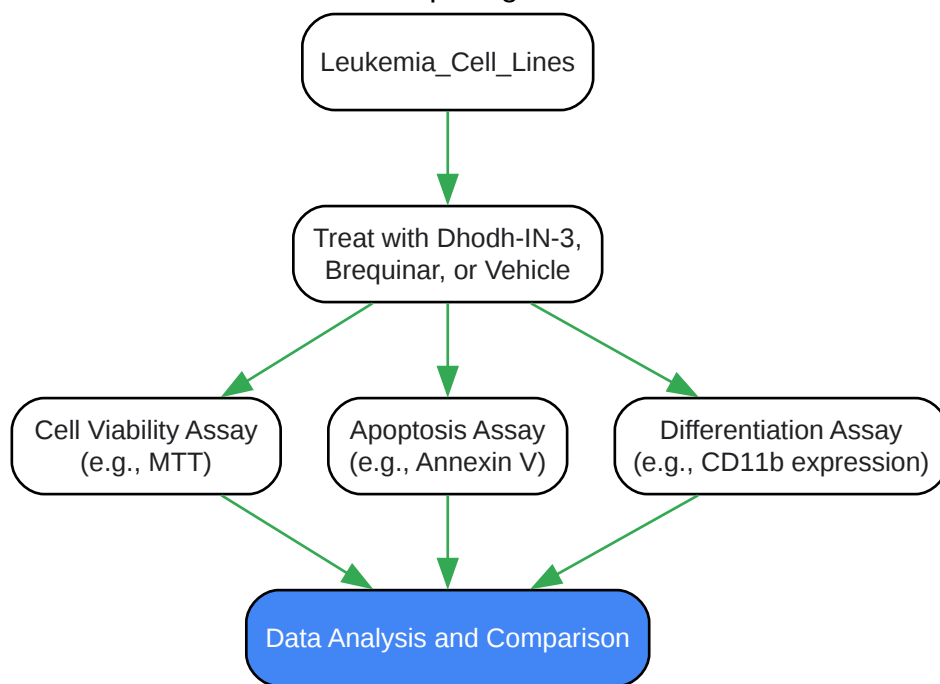 Leukemia_Cell_Lines
Treat with Dhodh-IN-3,
Brequinar, or Vehicle
Cell Viability Assay
(e.g., MTT)
Apoptosis Assay
(e.g., Annexin V)
Differentiation Assay
(e.g., CD11b expression)
Data Analysis and Comparison